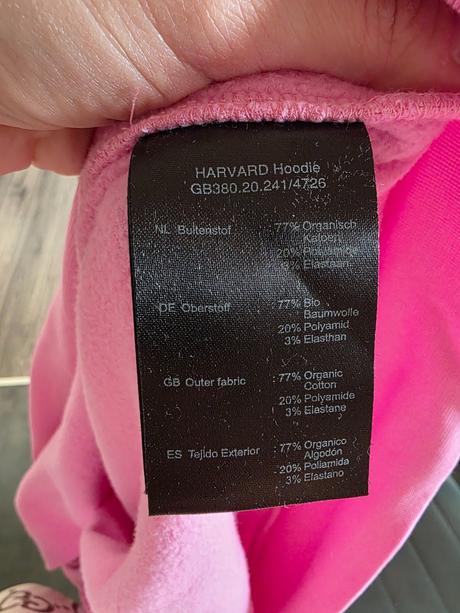 HARVARD Hoodie
GB380.20.241/4726
NL Buitenstof : 77% Organisch
Katoen
20% Polyamide
3% Elasthan
DE Oberstoff : 77% Bio
Baumwolle
20% Polyamid
3% Elasthan
GB Outer fabric : 77% Organic
Cotton
20% Polyamide
3% Elastane
ES Tejido Exterior : 77% Organico
Algodón
20% Poliamida
3% Elastano